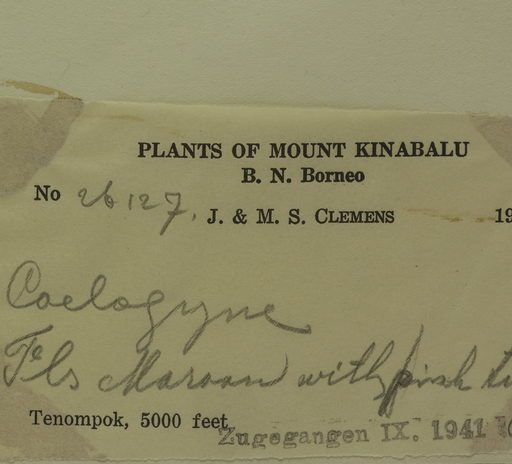 PLANTS OF MOUNT KINABALU
B. N. Borneo
No 26127. J. & M. S. CLEMENS 19
Coelogyne
Fls Maroon with pink
Tenompok, 5000 feet
Zugegangen IX. 1941